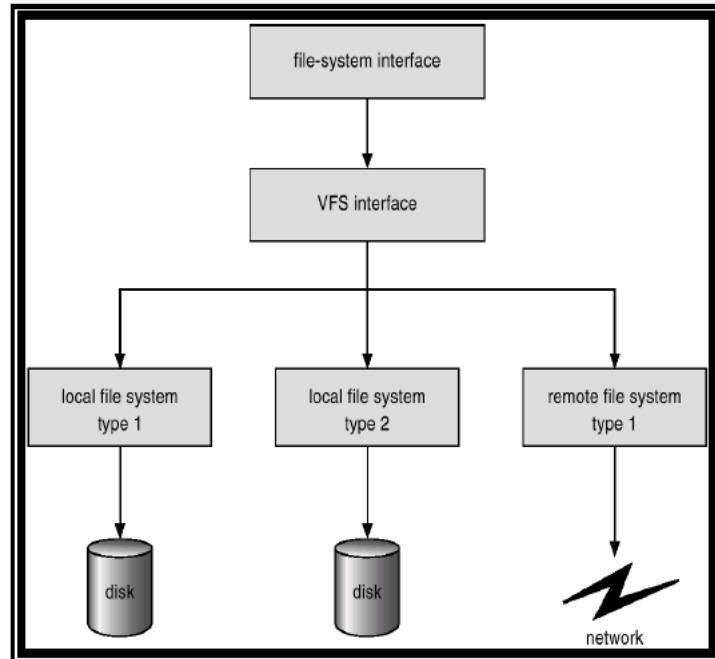 file-system interface
VFS interface
local file system
type 1
local file system
type 2
remote file system
type 1
disk
disk
network